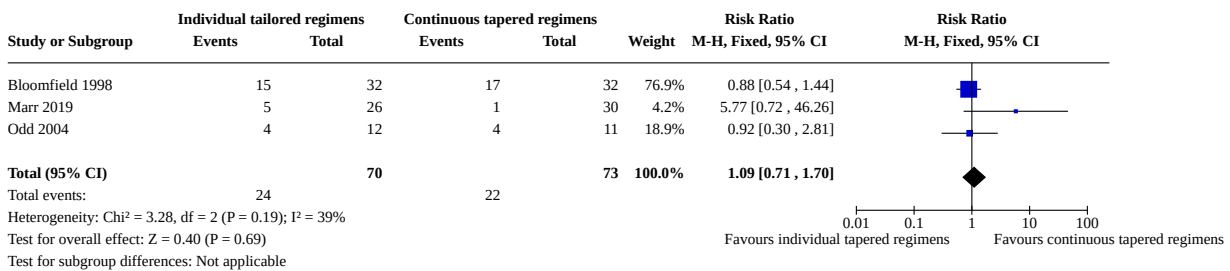 Individual tailored regimens Continuous tapered regimens Risk Ratio Risk Ratio
Study or Subgroup Events Total Events Total Weight M-H, Fixed, 95% CI M-H, Fixed, 95% CI
Bloomfield 1998 15 32 17 32 76.9% 0.88 [0.54 , 1.44]
Marr 2019 5 26 1 30 4.2% 5.77 [0.72 , 46.26]
Odd 2004 4 12 4 11 18.9% 0.92 [0.30 , 2.81]
Total (95% CI) 70 73 100.0% 1.09 [0.71 , 1.70]
Total events: 24 22
Heterogeneity: Chi² = 3.28, df = 2 (P = 0.19); I² = 39%
0.01 0.1 1 10 100
Test for overall effect: Z = 0.40 (P = 0.69) Favours individual tapered regimens Favours continuous tapered regimens
Test for subgroup differences: Not applicable